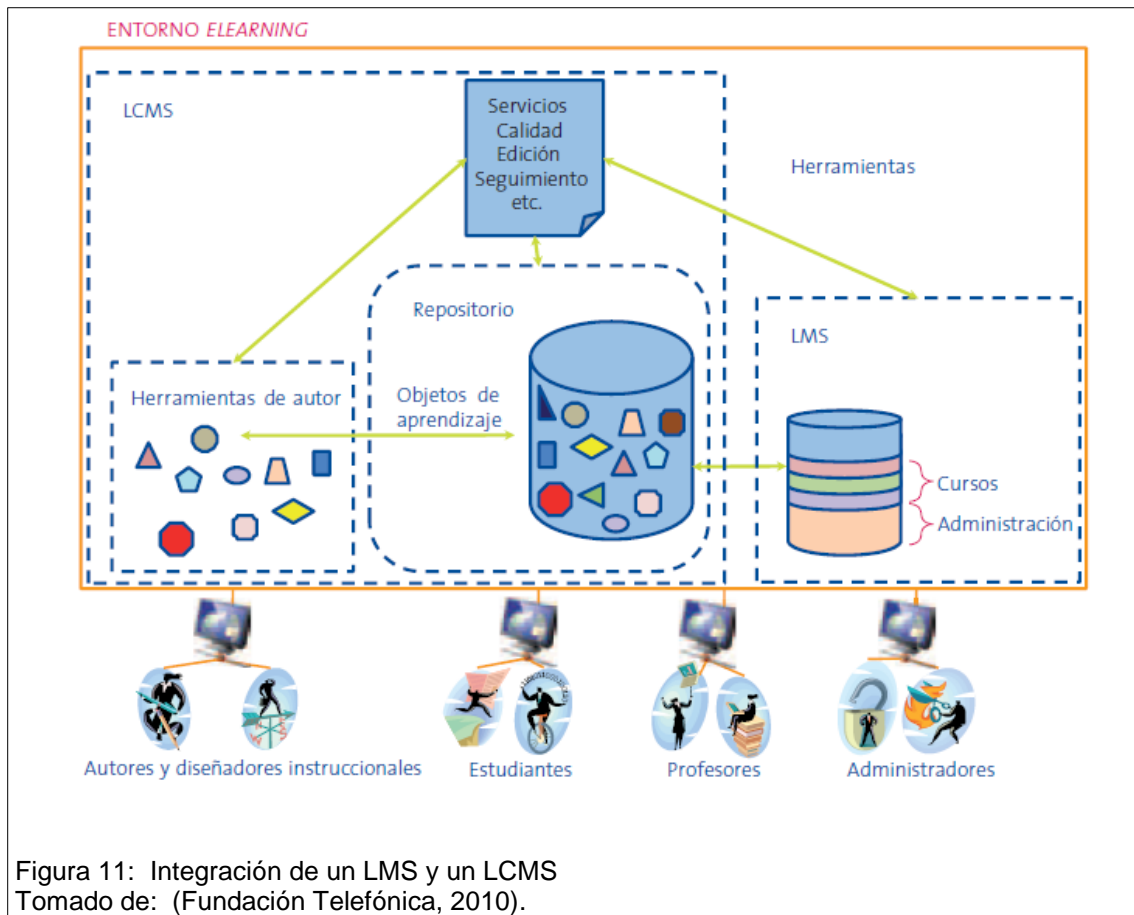 ENTORNO ELEARNING
LCMS
Servicios
Calidad
Edición
Seguimiento
etc.
Herramientas
Repositorio
LMS
Herramientas de autor
Objetos de
aprendizaje
Cursos
Administración
Autores y diseñadores instruccionales
Estudiantes
Profesores
Administradores
Figura 11: Integración de un LMS y un LCMS
Tomado de: (Fundación Telefónica, 2010).